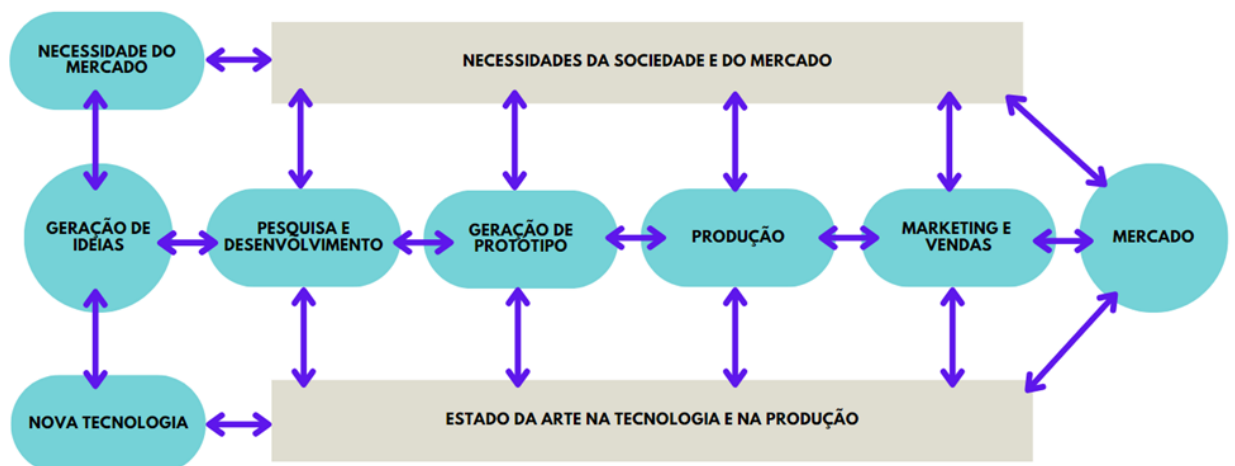 NECESSIDADE DO
MERCADO
NECESSIDADES DA SOCIEDADE E DO MERCADO
GERAÇÃO DE
IDEIAS
PESQUISA E
DESENVOLVIMENTO
GERAÇÃO DE
PROTÓTIPO
PRODUÇÃO
MARKETING E
VENDAS
MERCADO
NOVA TECNOLOGIA
ESTADO DA ARTE NA TECNOLOGIA E NA PRODUÇÃO